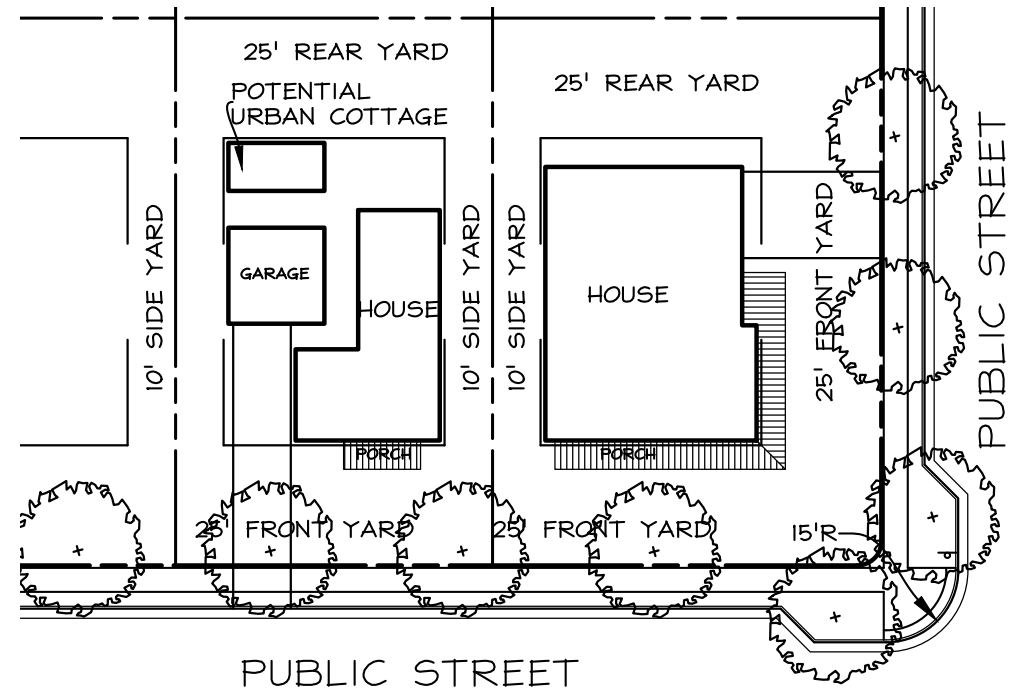 25' REAR YARD
25' REAR YARD
POTENTIAL
URBAN COTTAGE
PUBLIC STREET
10' SIDE YARD
GARAGE
HOUSE
10' SIDE YARD
10' SIDE YARD
HOUSE
25' FRONT YARD
PORCH
PORCH
25' FRONT YARD
25' FRONT YARD
15'R
PUBLIC STREET